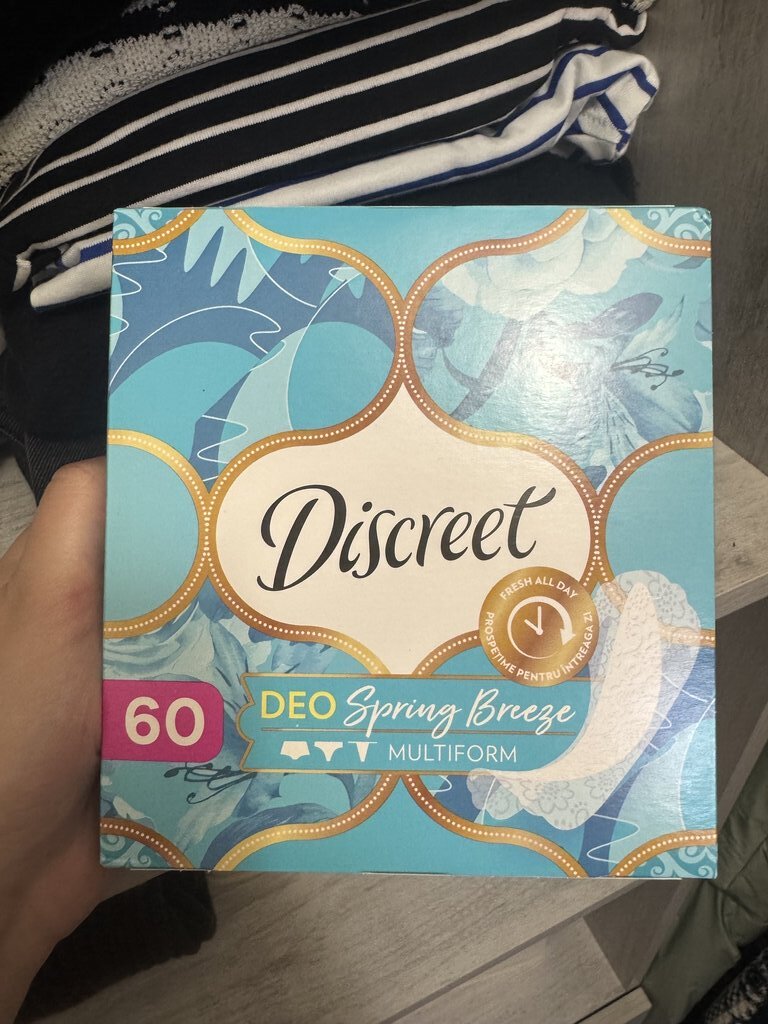 Discreet
FRESH ALL DAY
PROSPEȚIME PENTRU ÎNTREAGA ZI
60
DEO Spring Breeze
MULTIFORM